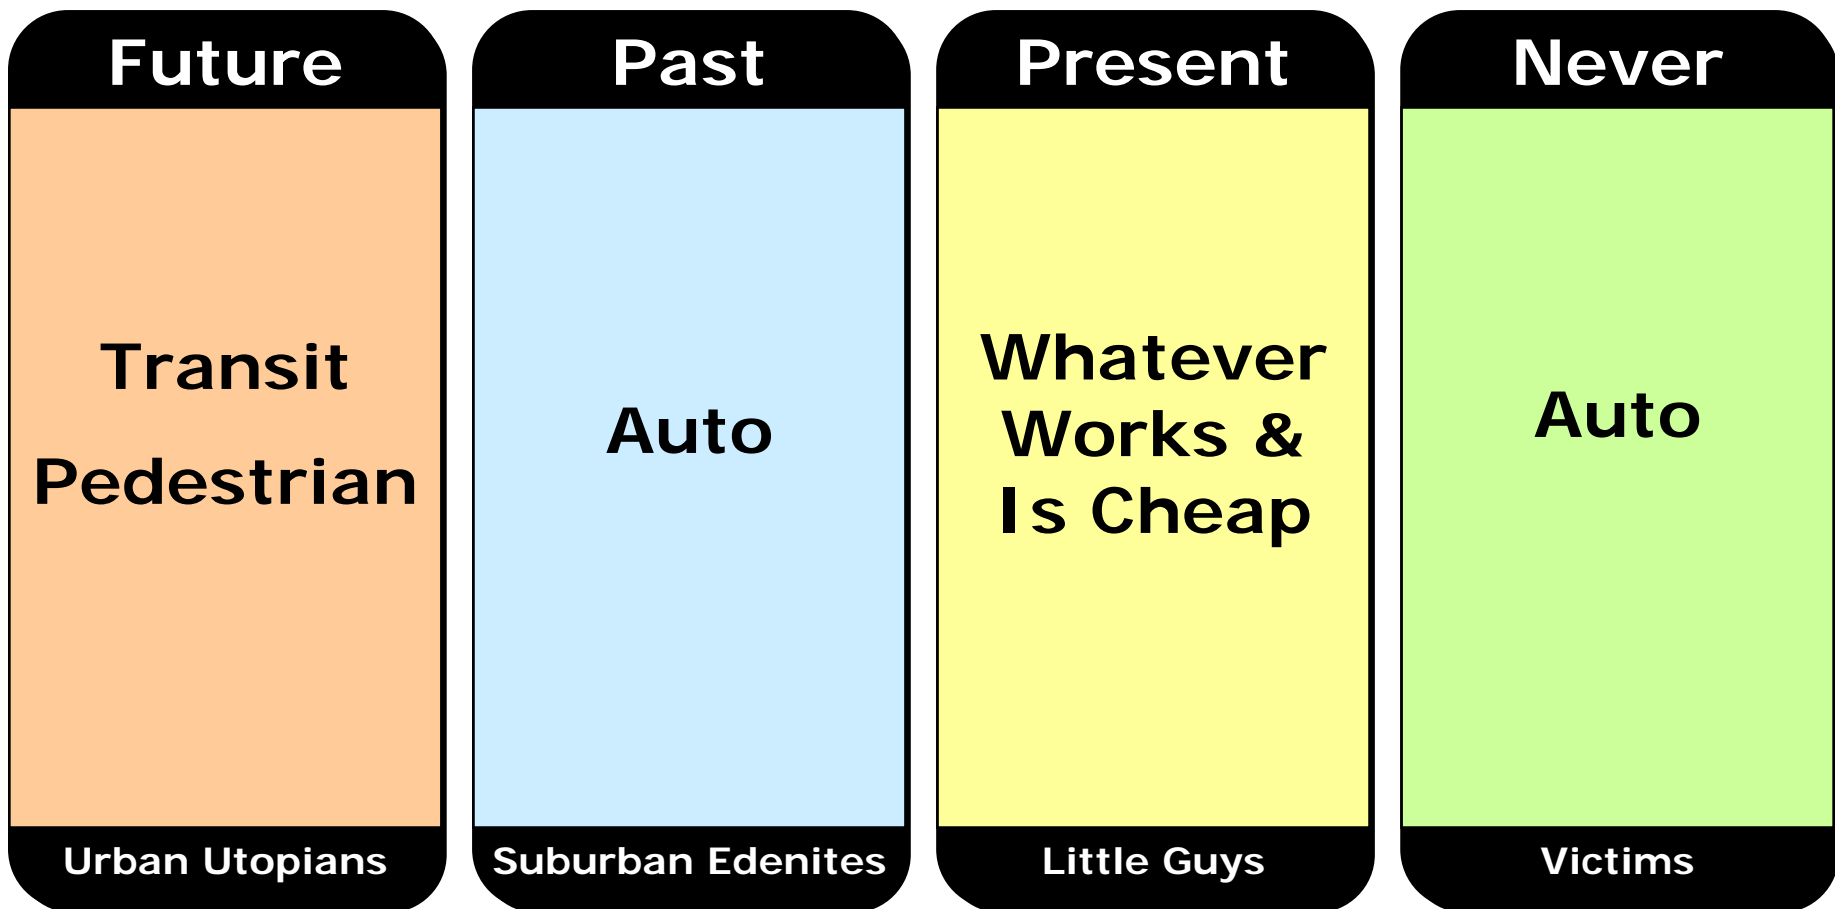 Future
Transit
Pedestrian
Urban Utopians
Past
Auto
Suburban Edenites
Present
Whatever
Works &
Is Cheap
Little Guys
Never
Auto
Victims